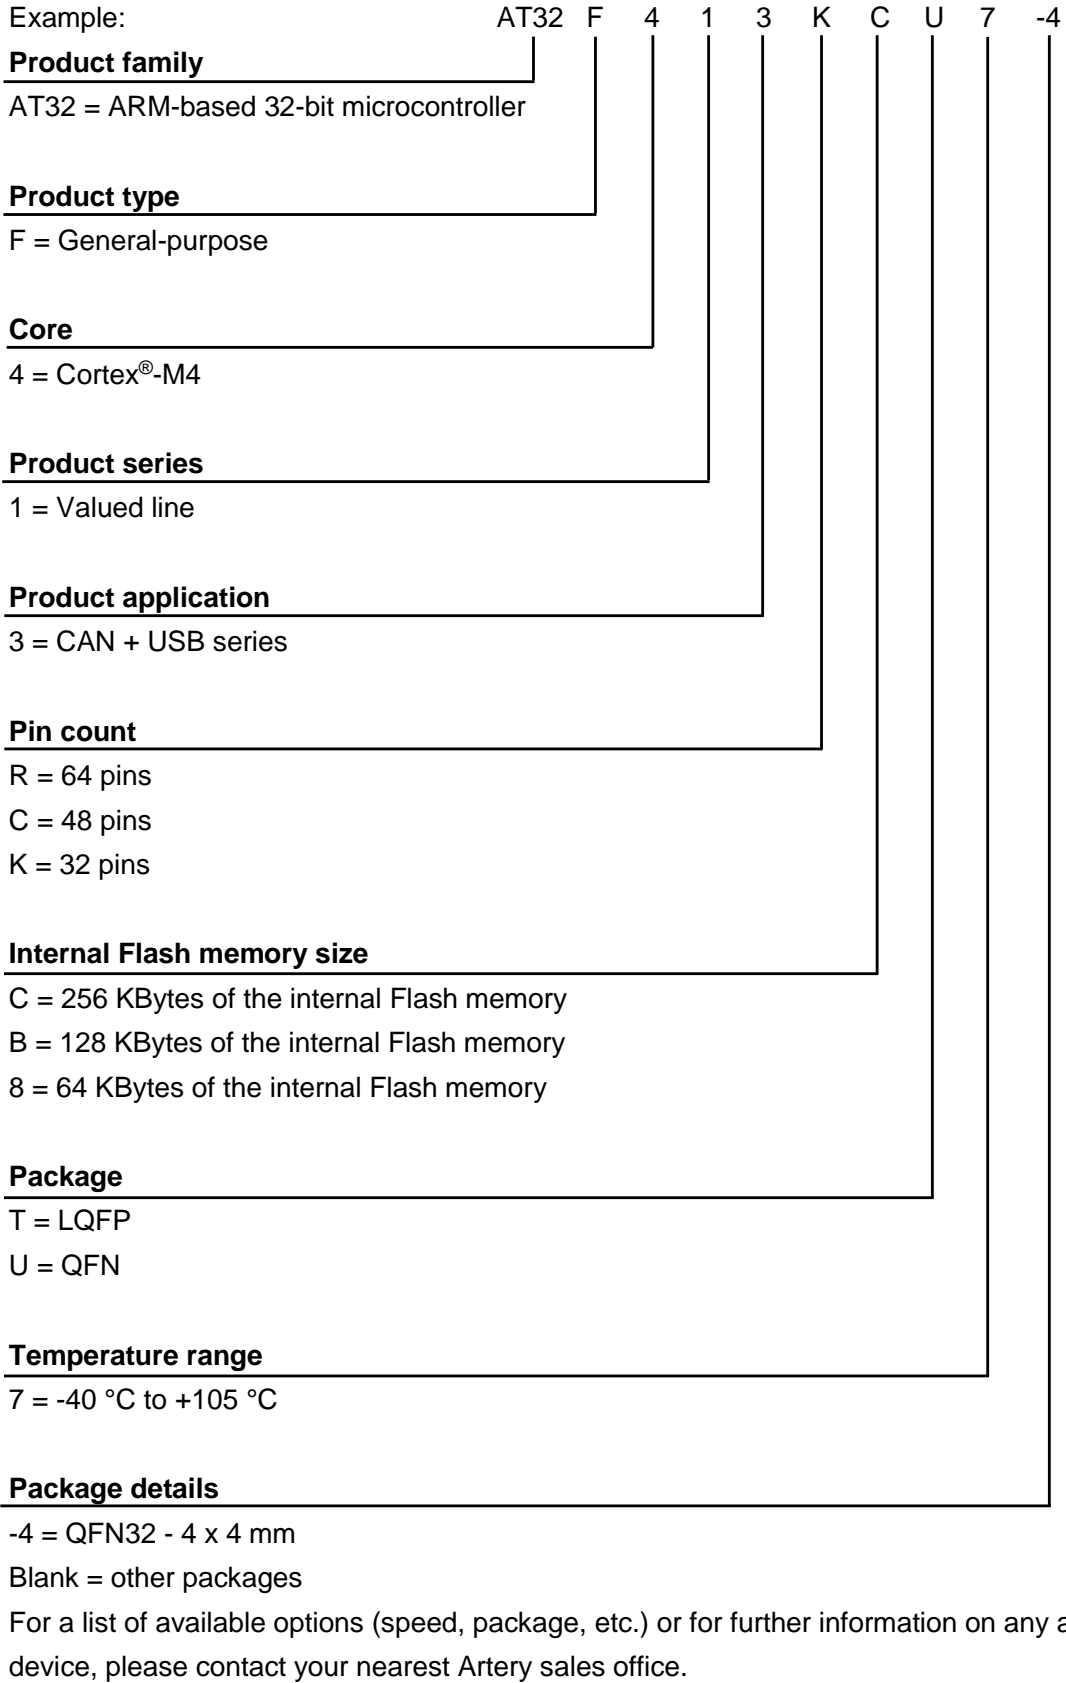 Example: AT32 F 4 1 3 K C U 7 -4
Product family
AT32 = ARM-based 32-bit microcontroller
Product type
F = General-purpose
Core
4 = Cortex®-M4
Product series
1 = Valued line
Product application
3 = CAN + USB series
Pin count
R = 64 pins
C = 48 pins
K = 32 pins
Internal Flash memory size
C = 256 KBytes of the internal Flash memory
B = 128 KBytes of the internal Flash memory
8 = 64 KBytes of the internal Flash memory
Package
T = LQFP
U = QFN
Temperature range
7 = -40 °C to +105 °C
Package details
-4 = QFN32 - 4 x 4 mm
Blank = other packages
For a list of available options (speed, package, etc.) or for further information on any
device, please contact your nearest Artery sales office.